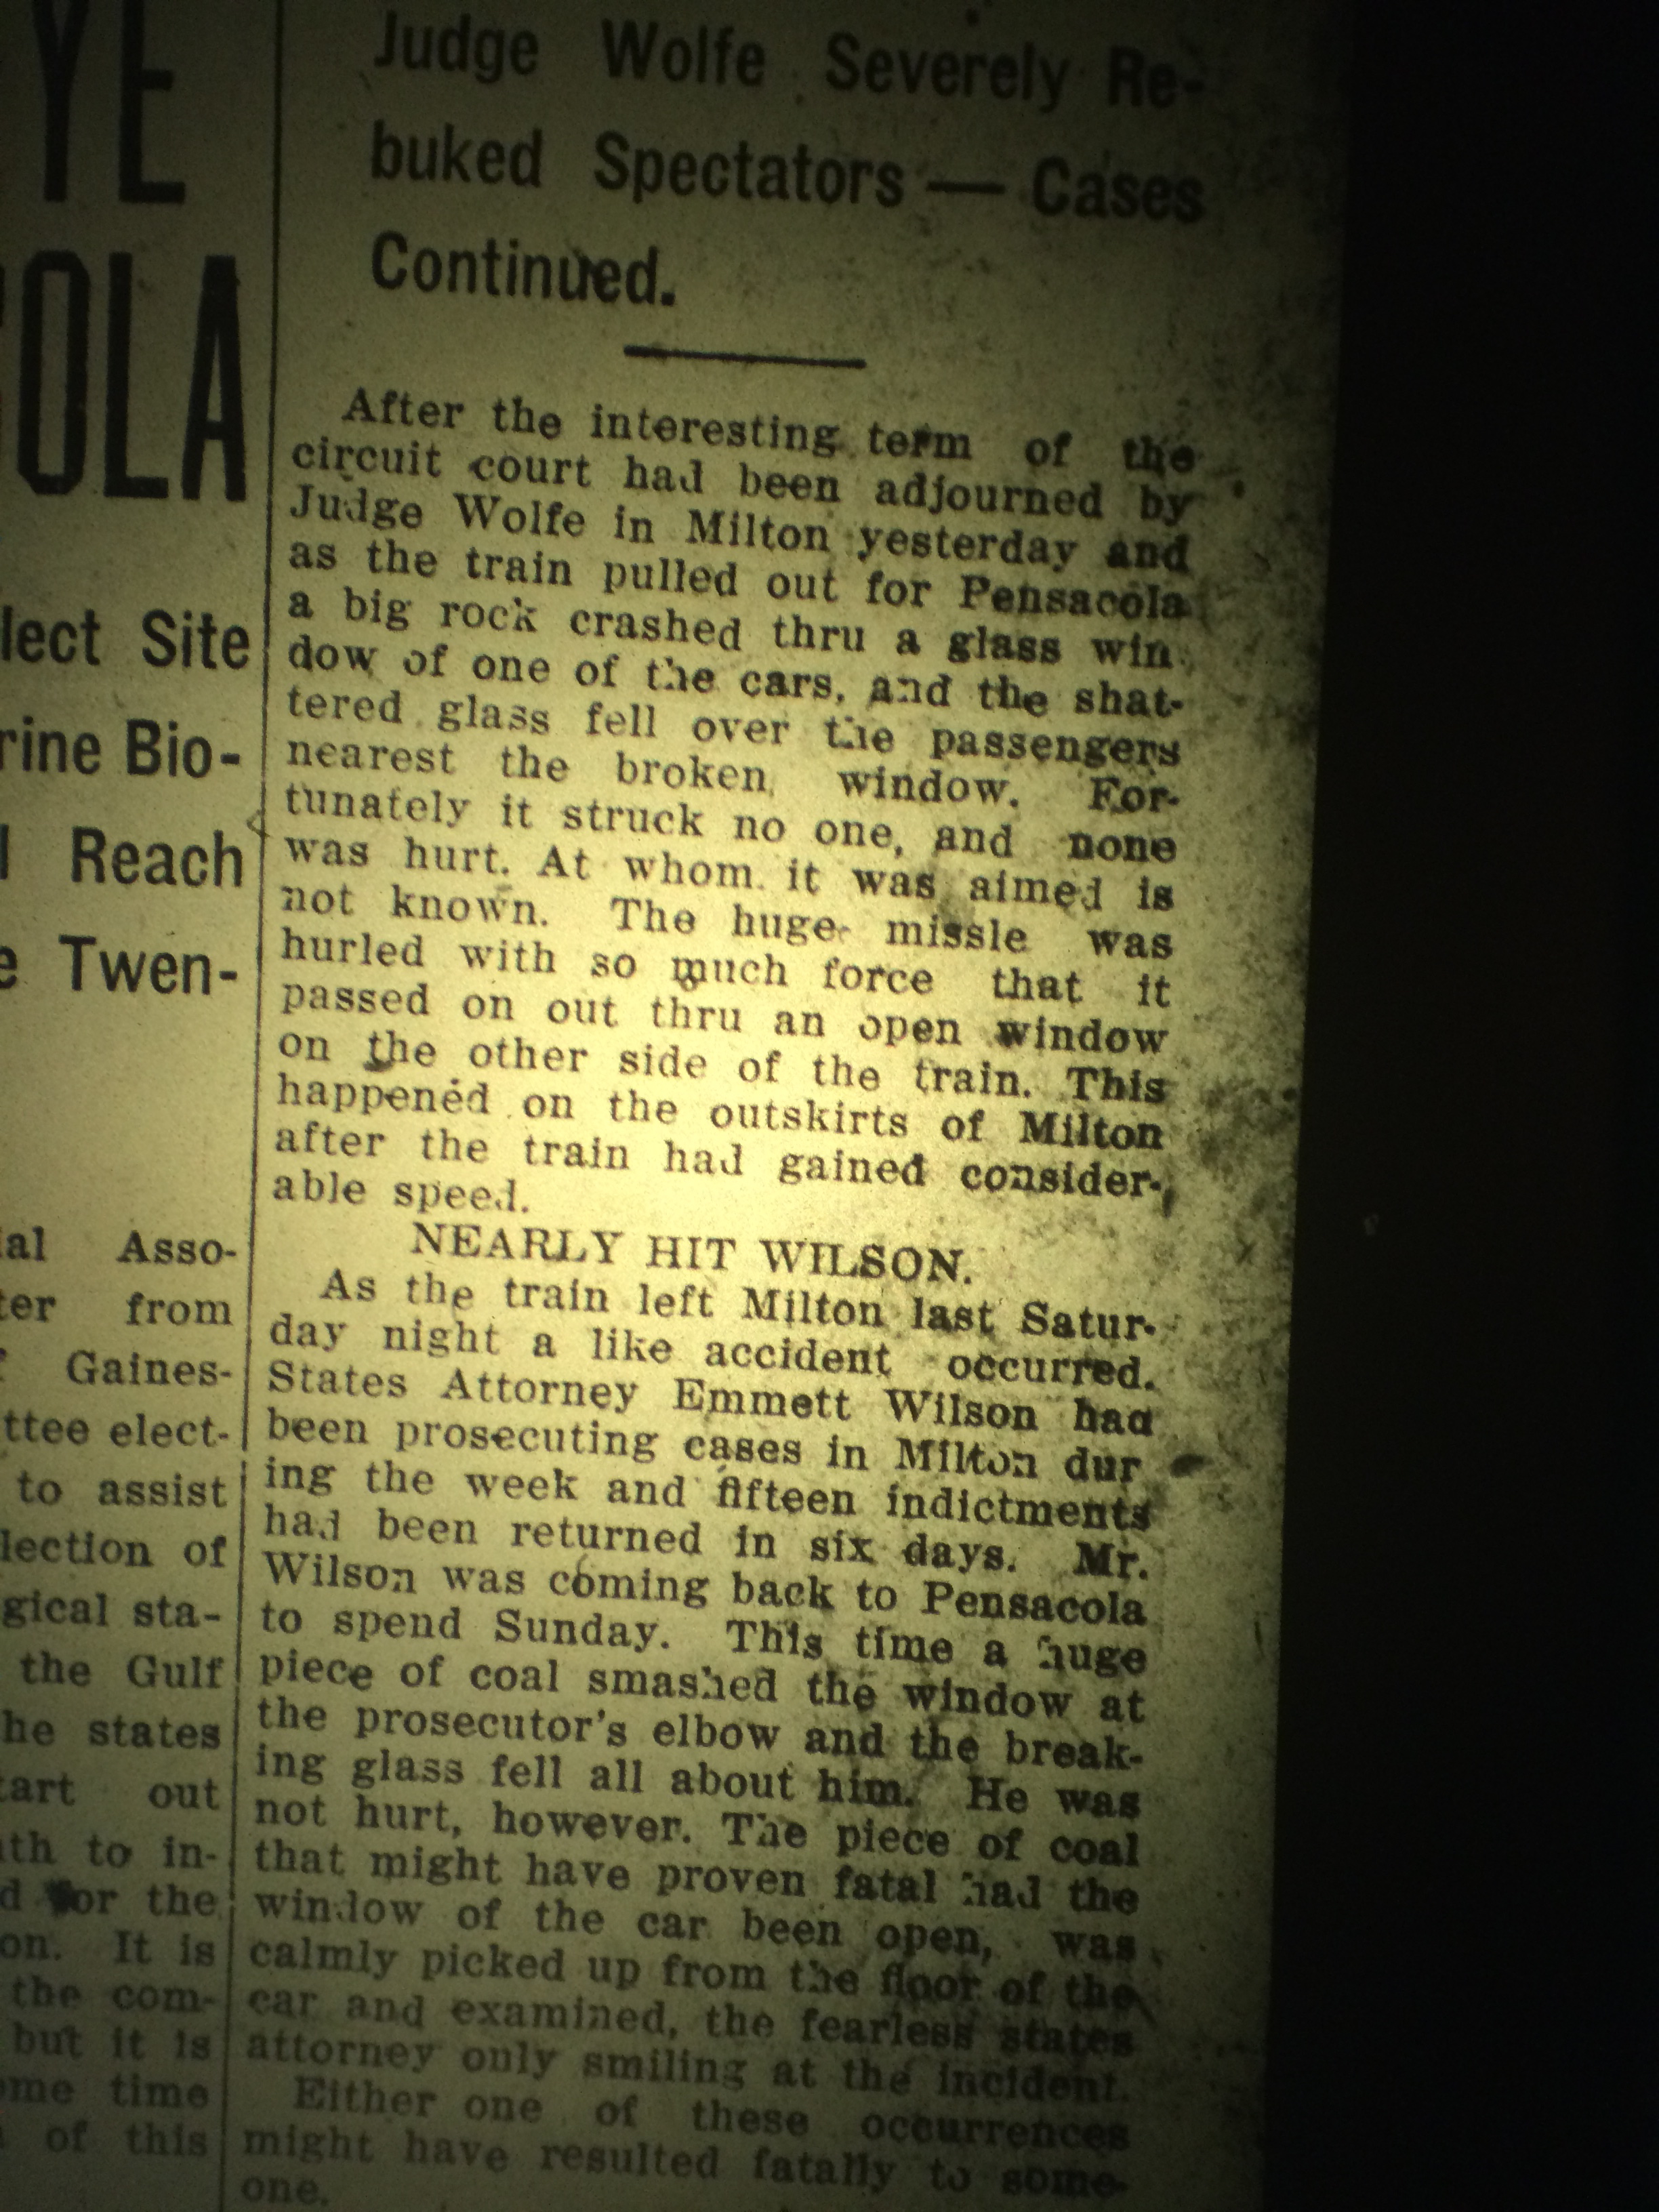 YE
OLA
lect Site
rine Bio-
l Reach
e Twen-
ial Asso-
ter from
f Gaines-
ttee elect-
to assist
lection of
gical sta-
the Gulf
he states
tart out
nth to in-
d for the
on. It is
the com-
but it is
ome time
of this
Judge Wolfe Severely Re-
buked Spectators — Cases
Continued.
After the interesting term of the
circuit court had been adjourned by
Judge Wolfe in Milton yesterday and
as the train pulled out for Pensacola
a big rock crashed thru a glass win
dow of one of the cars, and the shat-
tered glass fell over the passengers
nearest the broken window. For-
tunately it struck no one, and none
was hurt. At whom it was aimed is
not known. The huge missle was
hurled with so much force that it
passed on out thru an open window
on the other side of the train. This
happened on the outskirts of Milton
after the train had gained consider-
able speed.
NEARLY HIT WILSON.
As the train left Milton last Satur-
day night a like accident occurred.
States Attorney Emmett Wilson had
been prosecuting cases in Milton dur
ing the week and fifteen indictments
had been returned in six days. Mr.
Wilson was coming back to Pensacola
to spend Sunday. This time a huge
piece of coal smashed the window at
the prosecutor's elbow and the break-
ing glass fell all about him. He was
not hurt, however. The piece of coal
that might have proven fatal had the
window of the car been open, was
calmly picked up from the floor of the
car and examined, the fearless states
attorney only smiling at the incident.
Either one of these occurrences
might have resulted fatally to some-
one.